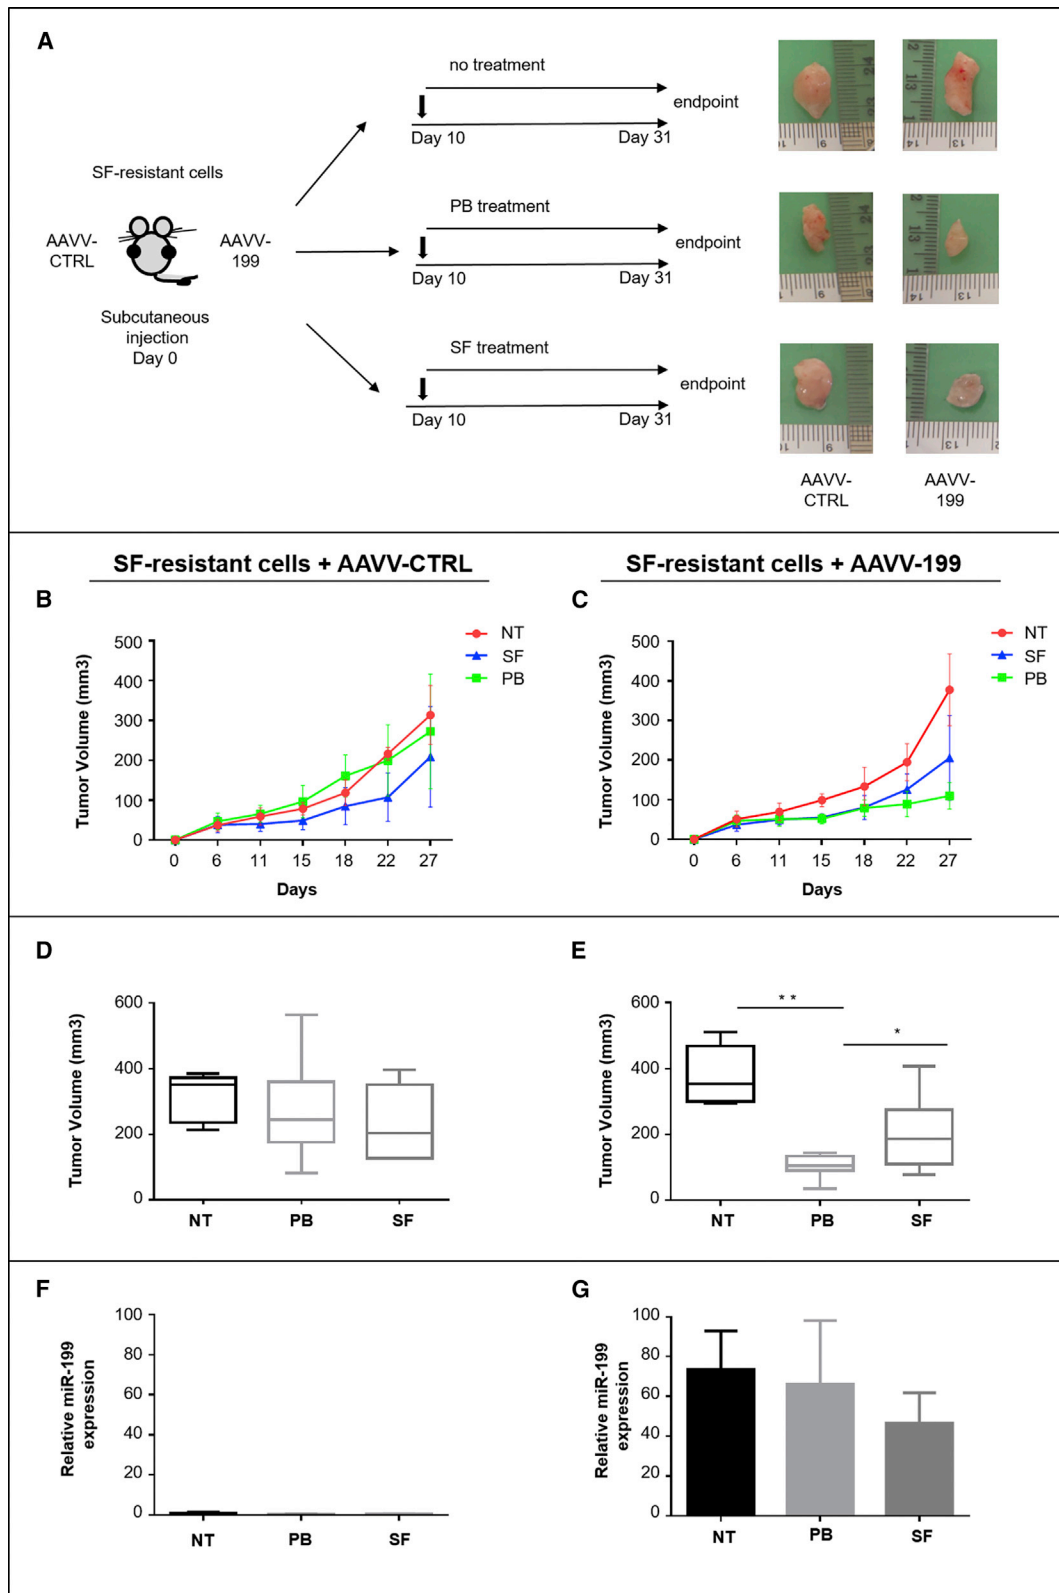 A
no treatment
endpoint
Day 10
Day 31
SF-resistant cells
AAVV-
CTRL
AAVV-
199
Subcutaneous
injection
Day 0
PB treatment
endpoint
Day 10
Day 31
SF treatment
endpoint
Day 10
Day 31
AAVV-
CTRL
AAVV-
199
SF-resistant cells + AAVV-CTRL
SF-resistant cells + AAVV-199
B
NT
SF
PB
Tumor Volume (mm3)
500
400
300
200
100
0
0 6 11 15 18 22 27
Days
C
NT
SF
PB
Tumor Volume (mm3)
500
400
300
200
100
0
0 6 11 15 18 22 27
Days
D
Tumor Volume (mm3)
600
400
200
0
NT PB SF
E
Tumor Volume (mm3)
600
400
200
0
* *
*
NT PB SF
F
Relative miR-199
expression
100
80
60
40
20
0
NT PB SF
G
Relative miR-199
expression
100
80
60
40
20
0
NT PB SF